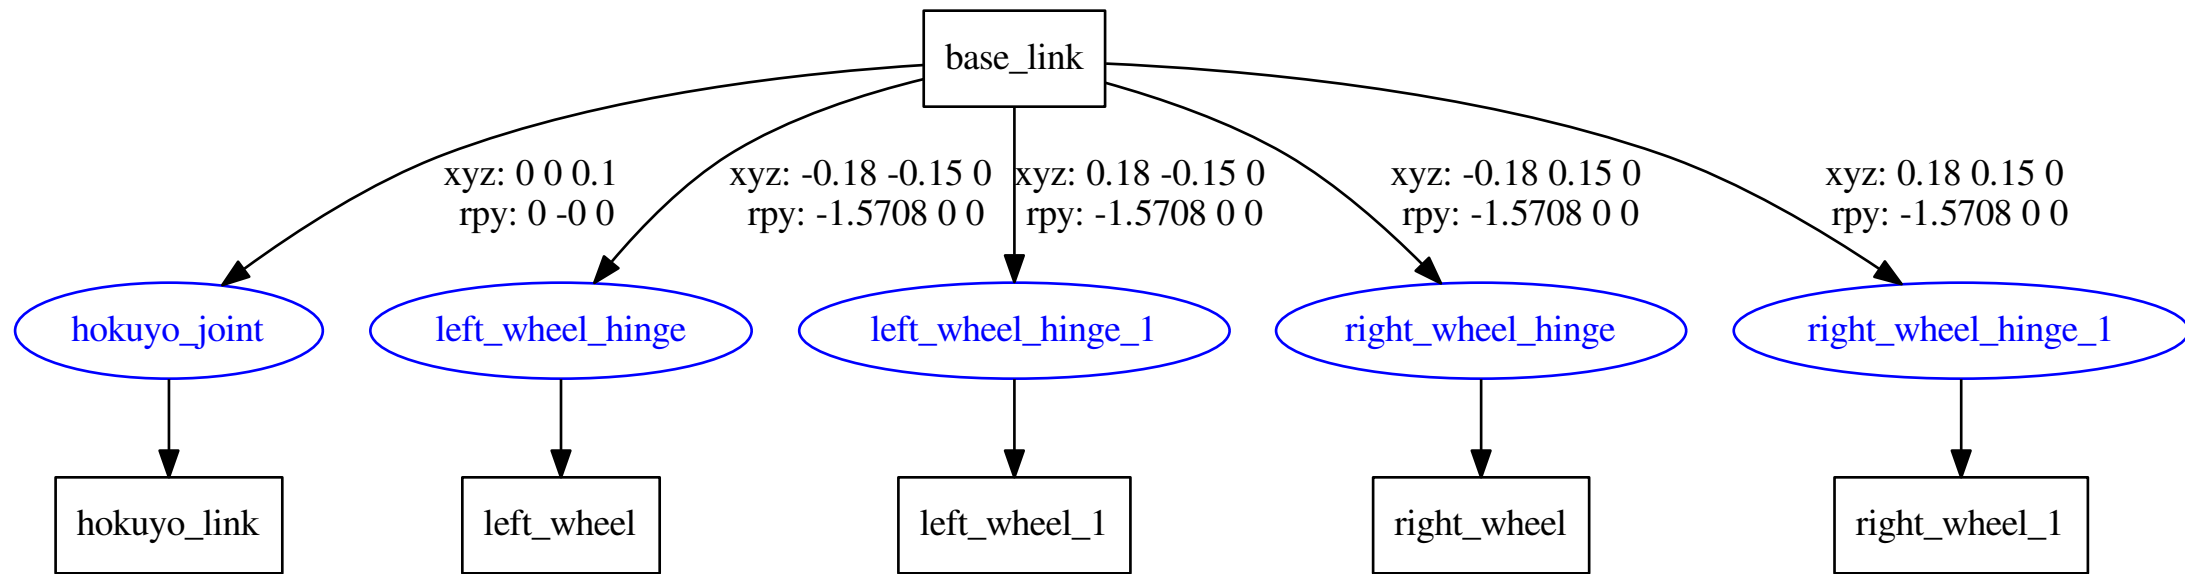 base_link
xyz: 0 0 0.1
rpy: 0 -0 0
xyz: -0.18 -0.15 0
rpy: -1.5708 0 0
xyz: 0.18 -0.15 0
rpy: -1.5708 0 0
xyz: -0.18 0.15 0
rpy: -1.5708 0 0
xyz: 0.18 0.15 0
rpy: -1.5708 0 0
hokuyo_joint
left_wheel_hinge
left_wheel_hinge_1
right_wheel_hinge
right_wheel_hinge_1
hokuyo_link
left_wheel
left_wheel_1
right_wheel
right_wheel_1